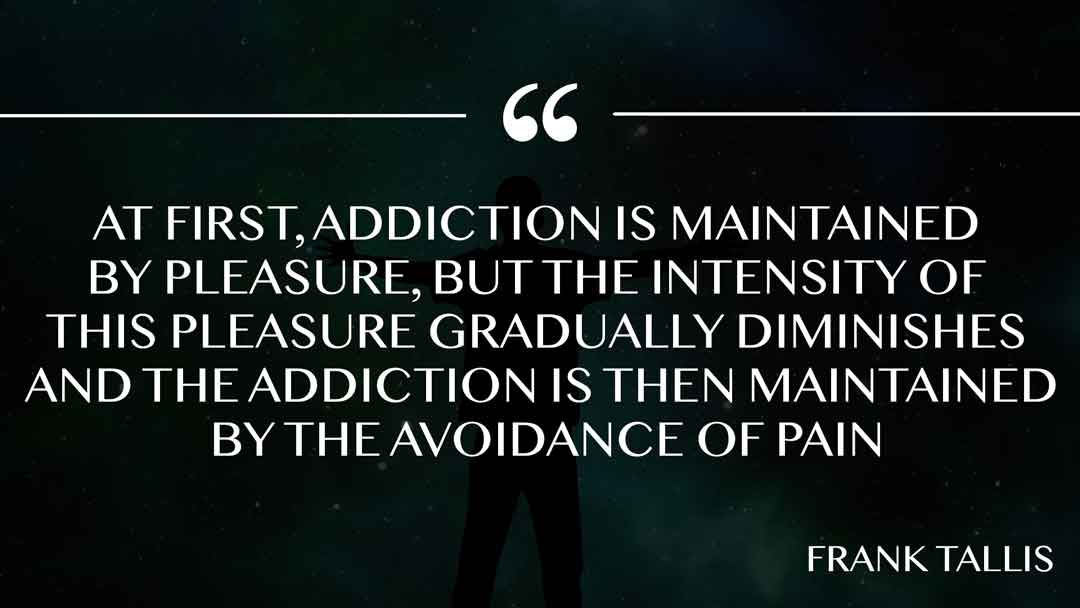 “
AT FIRST, ADDICTION IS MAINTAINED
BY PLEASURE, BUT THE INTENSITY OF
THIS PLEASURE GRADUALLY DIMINISHES
AND THE ADDICTION IS THEN MAINTAINED
BY THE AVOIDANCE OF PAIN
FRANK TALLIS